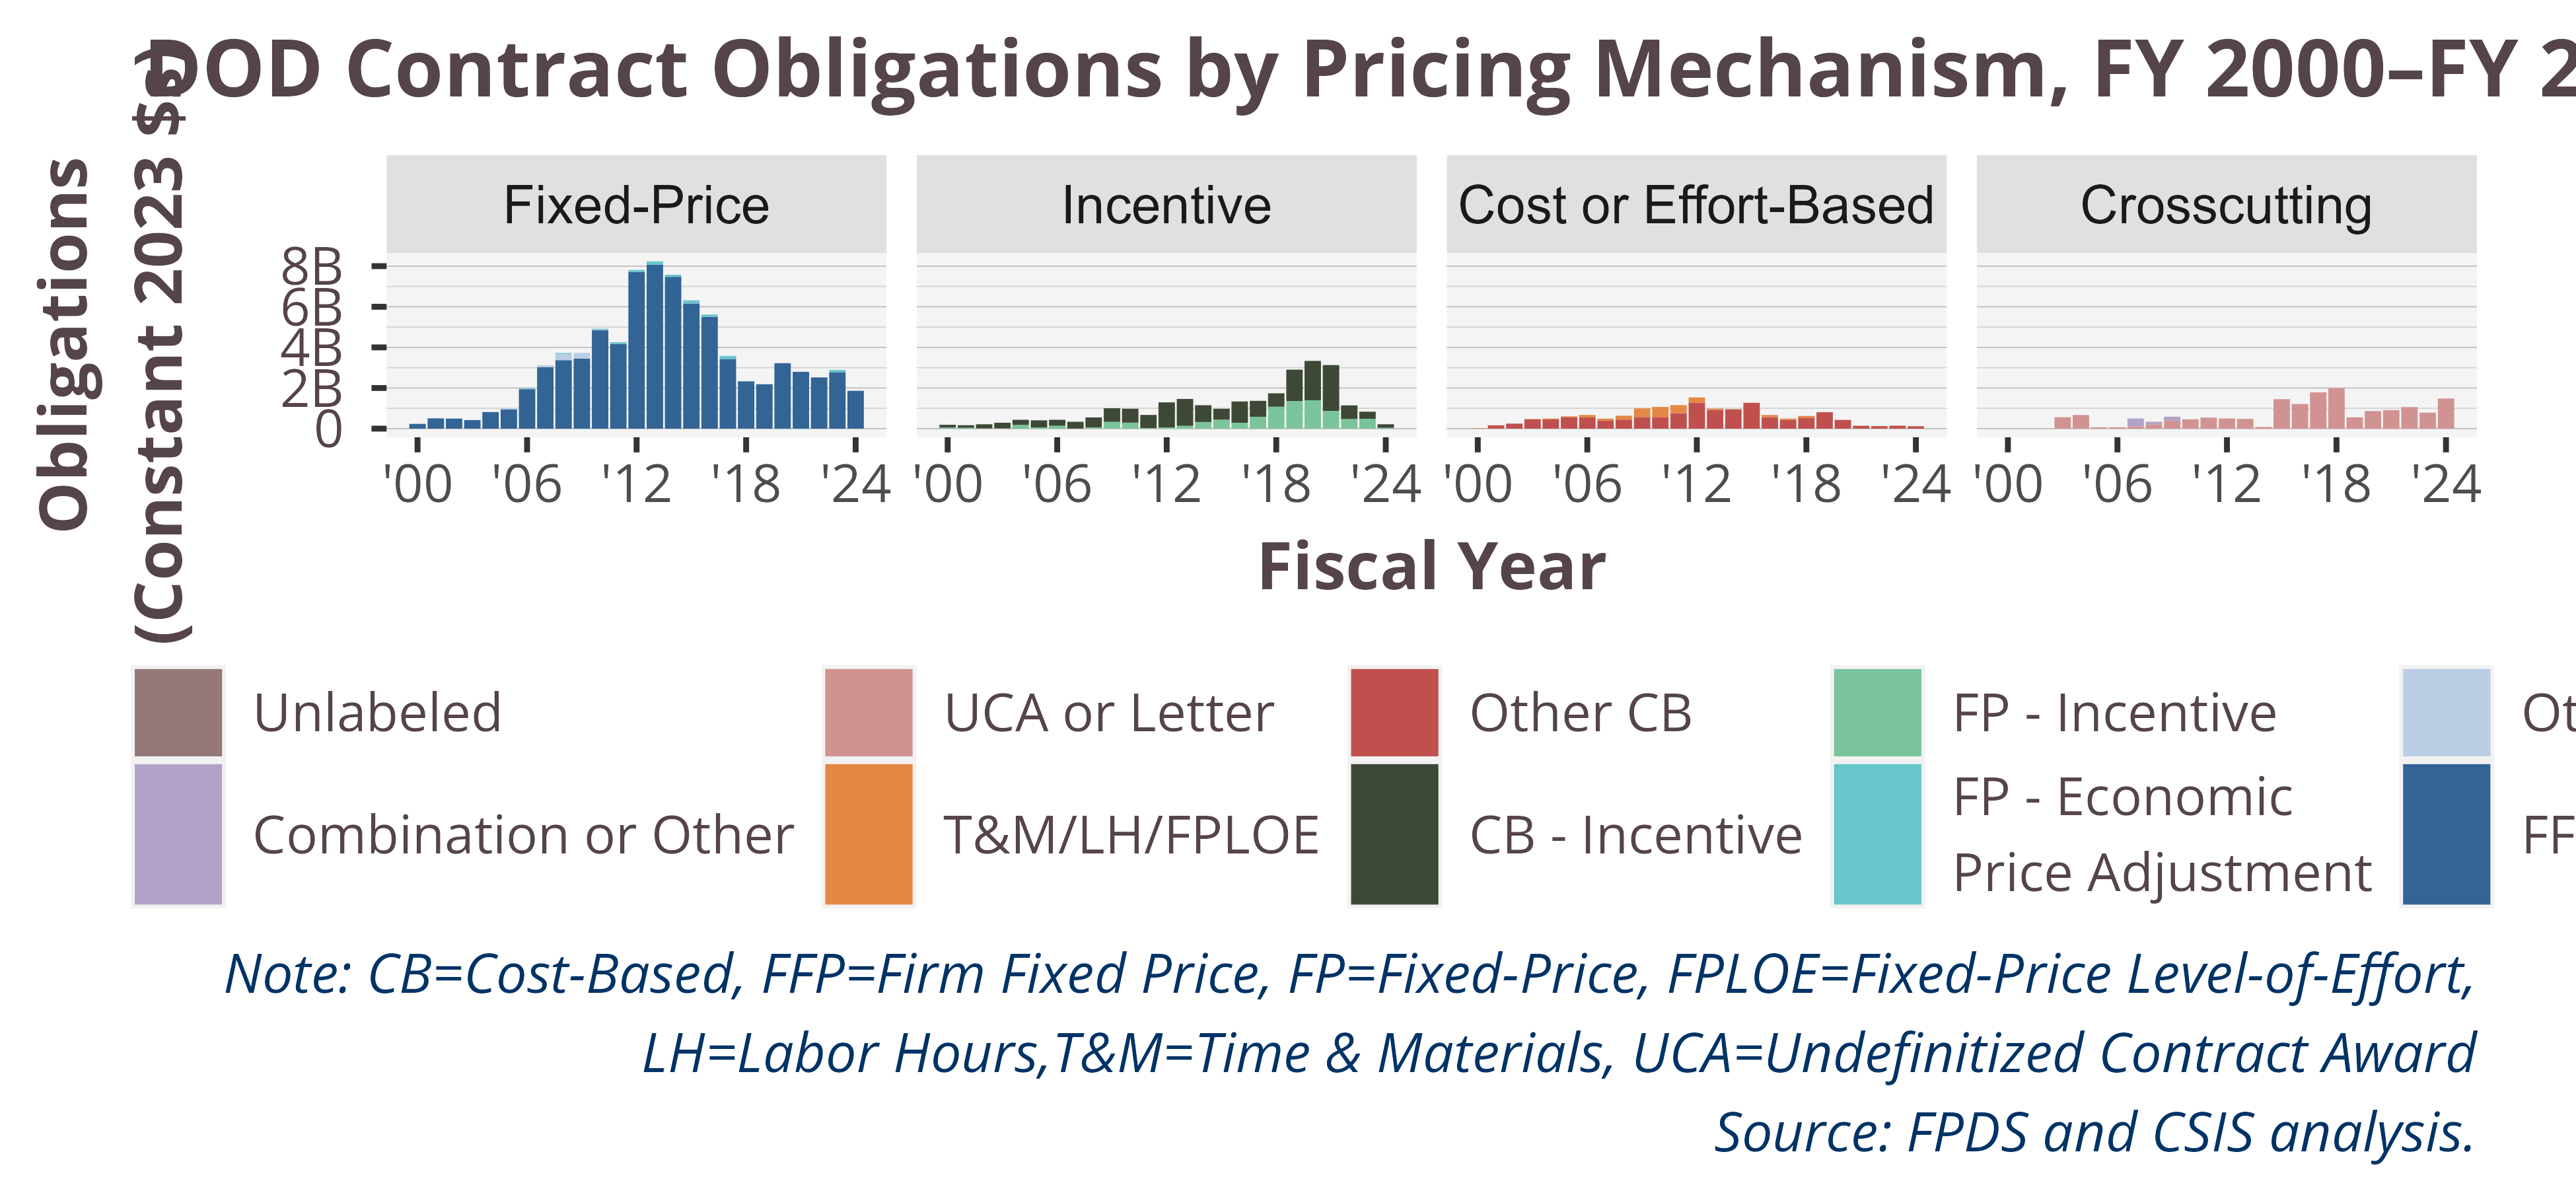 DOD Contract Obligations by Pricing Mechanism, FY 2000–FY 2
Obligations
(Constant 2023 $s)
Fixed-Price
Incentive
Cost or Effort-Based
Crosscutting
8B
6B
4B
2B
0
'00 '06 '12 '18 '24
'00 '06 '12 '18 '24
'00 '06 '12 '18 '24
'00 '06 '12 '18 '24
Fiscal Year
Unlabeled
Combination or Other
UCA or Letter
T&M/LH/FPLOE
Other CB
CB - Incentive
FP - Incentive
FP - Economic
Price Adjustment
Note: CB=Cost-Based, FFP=Firm Fixed Price, FP=Fixed-Price, FPLOE=Fixed-Price Level-of-Effort,
LH=Labor Hours,T&M=Time & Materials, UCA=Undefinitized Contract Award
Source: FPDS and CSIS analysis.